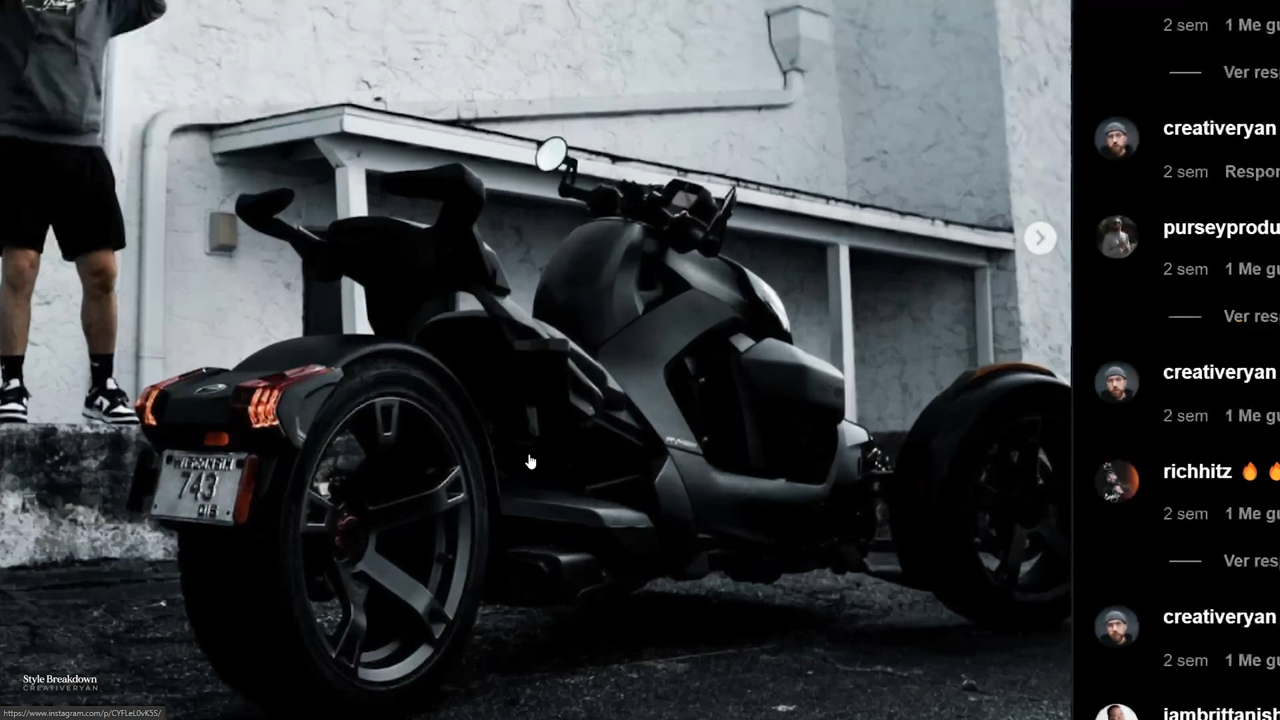 2 sem 1 Me gu
Ver res
creativeryan
2 sem Respon
purseyprodu
2 sem 1 Me gu
Ver res
creativeryan
2 sem 1 Me gu
richhitz 🔥 🔥
2 sem 1 Me gu
Ver res
creativeryan
2 sem 1 Me gu
iambrittanish
WISCONSIN
743
Style Breakdown
CREATIVERYAN
https://www.instagram.com/p/CYFLeL0vK5S/